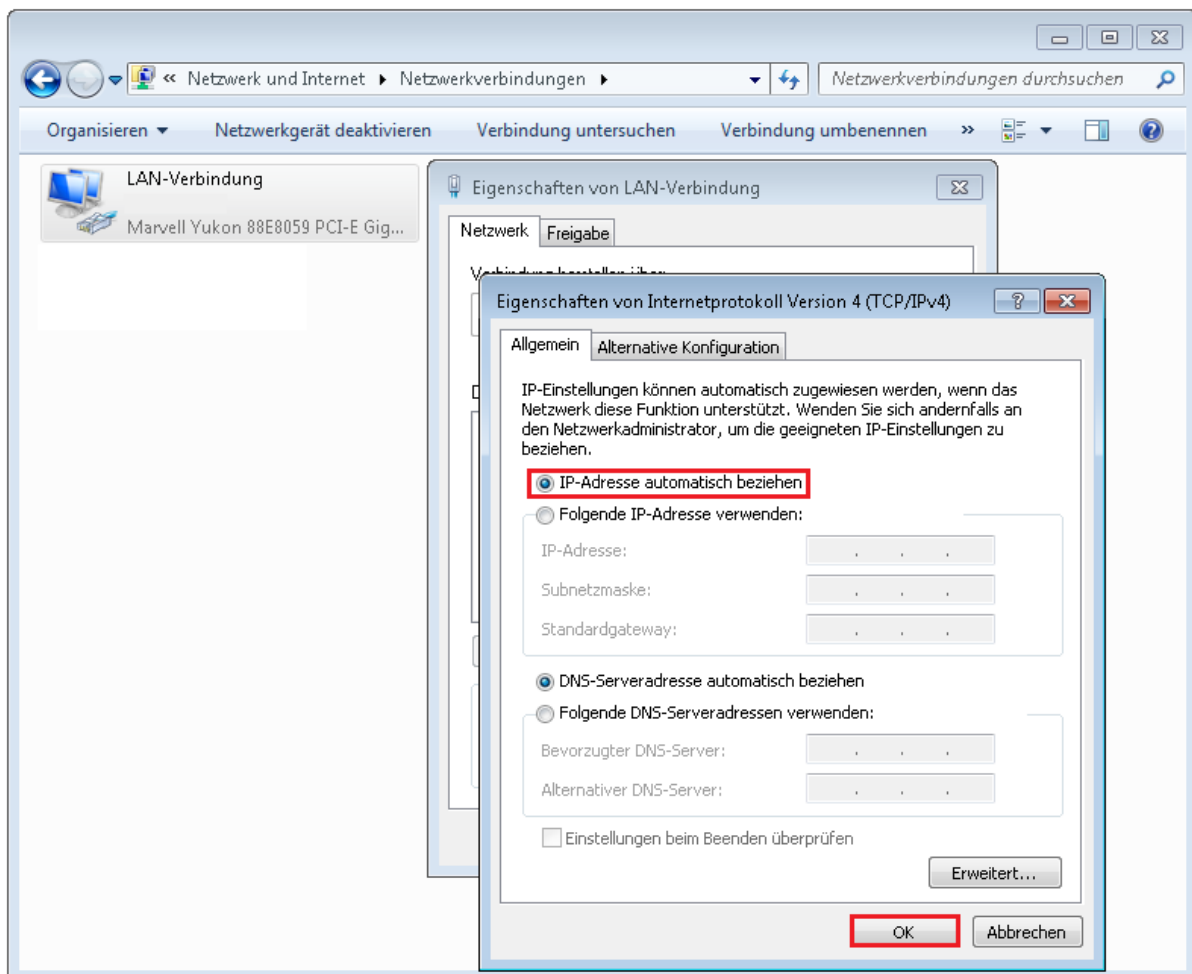 « Netzwerk und Internet ▸ Netzwerkverbindungen ▸
Netzwerkverbindungen durchsuchen
Organisieren ▼ Netzwerkgerät deaktivieren Verbindung untersuchen Verbindung umbenennen »
LAN-Verbindung
Marvell Yukon 88E8059 PCI-E Gig...
Eigenschaften von LAN-Verbindung
Netzwerk Freigabe
Verbindung herstellen über:
Eigenschaften von Internetprotokoll Version 4 (TCP/IPv4)
Allgemein Alternative Konfiguration
IP-Einstellungen können automatisch zugewiesen werden, wenn das
Netzwerk diese Funktion unterstützt. Wenden Sie sich andernfalls an
den Netzwerkadministrator, um die geeigneten IP-Einstellungen zu
beziehen.
IP-Adresse automatisch beziehen
Folgende IP-Adresse verwenden:
IP-Adresse: . . .
Subnetzmaske: . . .
Standardgateway: . . .
DNS-Serveradresse automatisch beziehen
Folgende DNS-Serveradressen verwenden:
Bevorzugter DNS-Server: . . .
Alternativer DNS-Server: . . .
Einstellungen beim Beenden überprüfen
Erweitert...
OK Abbrechen